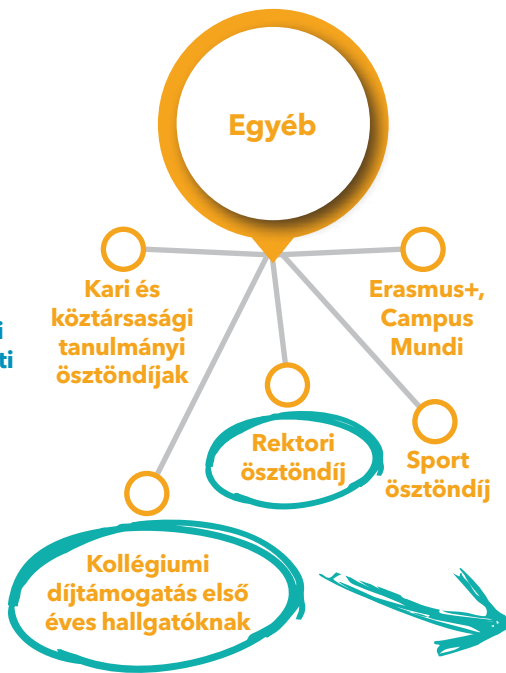 Egyéb
Kari és
köztársasági
tanulmányi
ösztöndíjak
Erasmus+,
Campus
Mundi
Rektori
ösztöndíj
Sport
ösztöndíj
Kollégiumi
díjtámogatás első
éves hallgatóknak